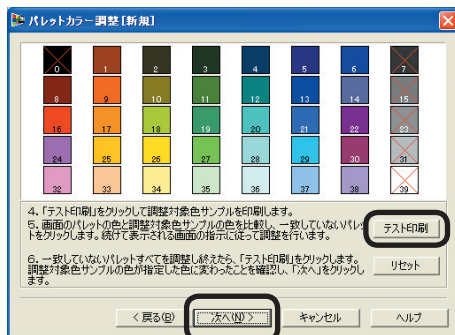 パレットカラー調整[新規]
0 1 2 3 4 5 6 7
8 9 10 11 12 13 14 15
16 17 18 19 20 21 22 23
24 25 26 27 28 29 30 31
32 33 34 35 36 37 38 39
4.「テスト印刷」をクリックして調整対象色サンプルを印刷します。
5.画面のパレットの色と調整対象色サンプルの色を比較し、一致していないパレッ
トをクリックします。続けて表示される画面の指示に従って調整を行います。
テスト印刷
6.一致していないパレットすべてを調整し終えたら、「テスト印刷」をクリックします。
調整対象色サンプルの色が指定した色に変わったことを確認し、「次へ」をクリックし
ます。
リセット
< 戻る(B) 次へ(N) > キャンセル ヘルプ